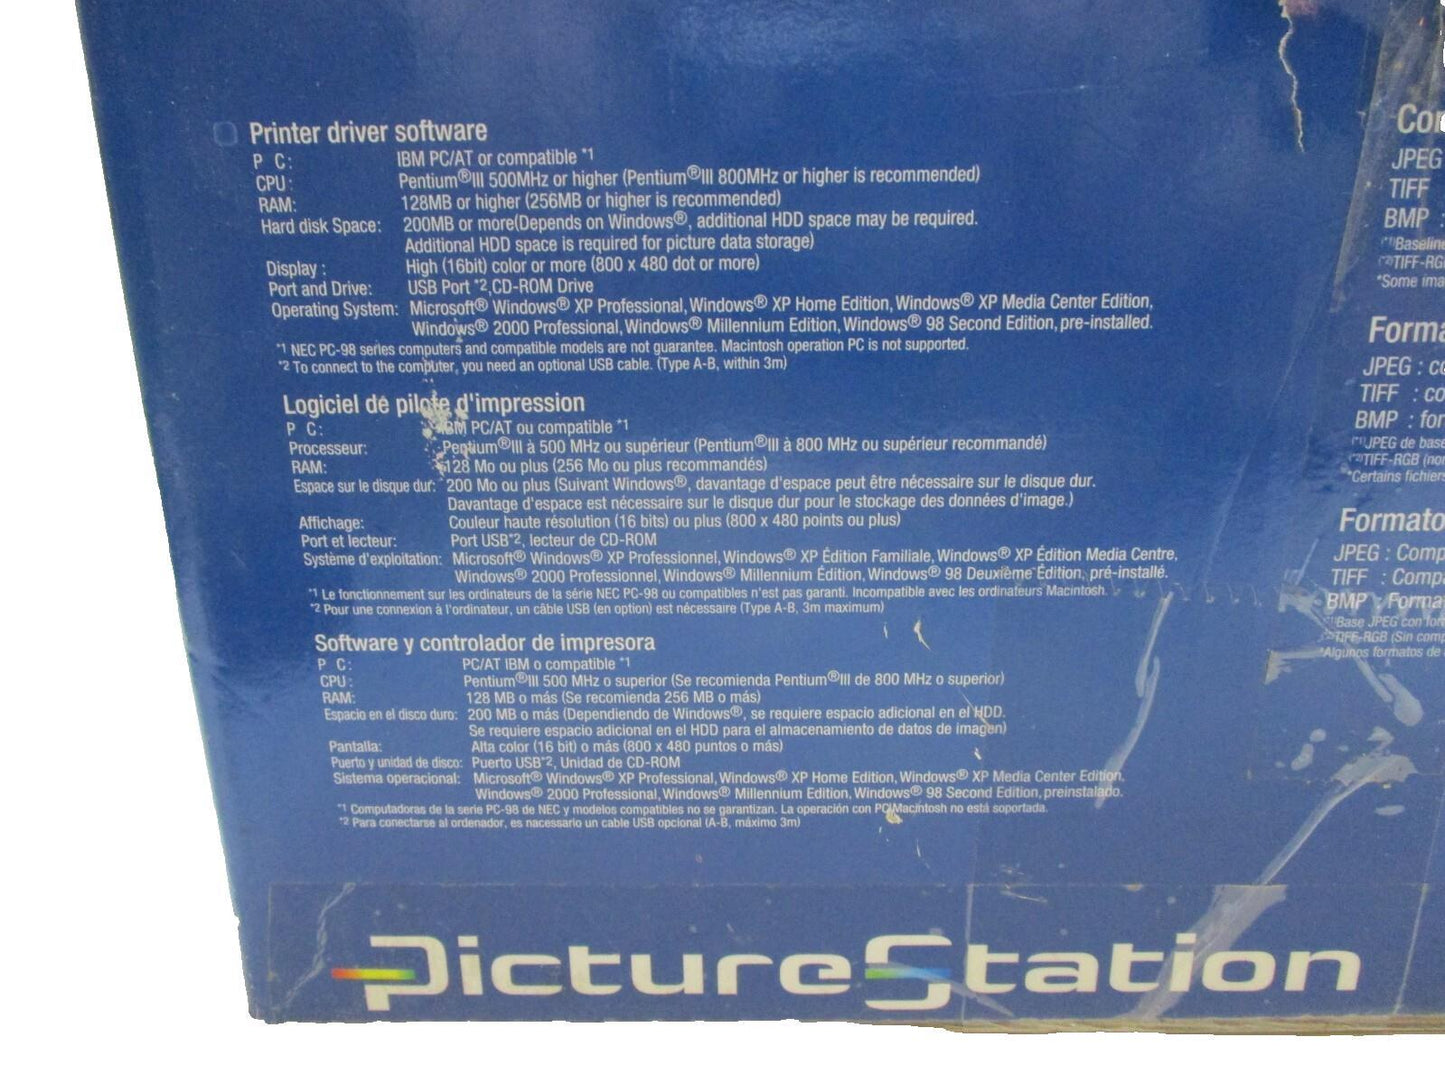 Printer driver software
P C: IBM PC/AT or compatible *1
CPU: Pentium®III 500MHz or higher (Pentium®III 800MHz or higher is recommended)
RAM: 128MB or higher (256MB or higher is recommended)
Hard disk Space: 200MB or more(Depends on Windows®, additional HDD space may be required.
Additional HDD space is required for picture data storage)
Display : High (16bit) color or more (800 x 480 dot or more)
Port and Drive: USB Port *2,CD-ROM Drive
Operating System: Microsoft® Windows® XP Professional, Windows® XP Home Edition, Windows® XP Media Center Edition,
Windows® 2000 Professional, Windows® Millennium Edition, Windows® 98 Second Edition, pre-installed.
*1 NEC PC-98 series computers and compatible models are not guarantee. Macintosh operation PC is not supported.
*2 To connect to the computer, you need an optional USB cable. (Type A-B, within 3m)
Logiciel de pilote d'impression
P C: IBM PC/AT ou compatible *1
Processeur: Pentium®III à 500 MHz ou supérieur (Pentium®III à 800 MHz ou supérieur recommandé)
RAM: 128 Mo ou plus (256 Mo ou plus recommandés)
Espace sur le disque dur: 200 Mo ou plus (Suivant Windows®, davantage d'espace peut être nécessaire sur le disque dur.
Davantage d'espace est nécessaire sur le disque dur pour le stockage des données d'image.)
Affichage: Couleur haute résolution (16 bits) ou plus (800 x 480 points ou plus)
Port et lecteur: Port USB*2, lecteur de CD-ROM
Système d'exploitation: Microsoft® Windows® XP Professionnel, Windows® XP Édition Familiale, Windows® XP Édition Media Centre,
Windows® 2000 Professionnel, Windows® Millennium Édition, Windows® 98 Deuxième Édition, pré-installé.
*1 Le fonctionnement sur les ordinateurs de la série NEC PC-98 ou compatibles n'est pas garanti. Incompatible avec les ordinateurs Macintosh.
*2 Pour une connexion à l'ordinateur, un câble USB (en option) est nécessaire (Type A-B, 3m maximum)
Software y controlador de impresora
P C: PC/AT IBM o compatible *1
CPU: Pentium®III 500 MHz o superior (Se recomienda Pentium®III de 800 MHz o superior)
RAM: 128 MB o más (Se recomienda 256 MB o más)
Espacio en el disco duro: 200 MB o más (Dependiendo de Windows®, se requiere espacio adicional en el HDD.
Se requiere espacio adicional en el HDD para el almacenamiento de datos de imagen)
Pantalla: Alta color (16 bit) o más (800 x 480 puntos o más)
Puerto y unidad de disco: Puerto USB*2, Unidad de CD-ROM
Sistema operacional: Microsoft® Windows® XP Professional, Windows® XP Home Edition, Windows® XP Media Center Edition,
Windows® 2000 Professional, Windows® Millennium Edition, Windows® 98 Second Edition, preinstalado.
*1 Computadoras de la serie PC-98 de NEC y modelos compatibles no se garantizan. La operación con PC Macintosh no está soportada.
*2 Para conectarse al ordenador, es nacessario un cable USB opcional (A-B, máximo 3m)
PictureStation
JPEG
TIFF
BMP :
*1Baseline
*2TIFF-RGB
*Some
JPEG :
TIFF :
BMP :
*1JPEG de base
*2TIFF-RGB
*Certains fichiers
Formato
JPEG :
TIFF :
BMP :
*1Base JPEG con
*2TIFF-RGB (Sin
*Algunos formatos de